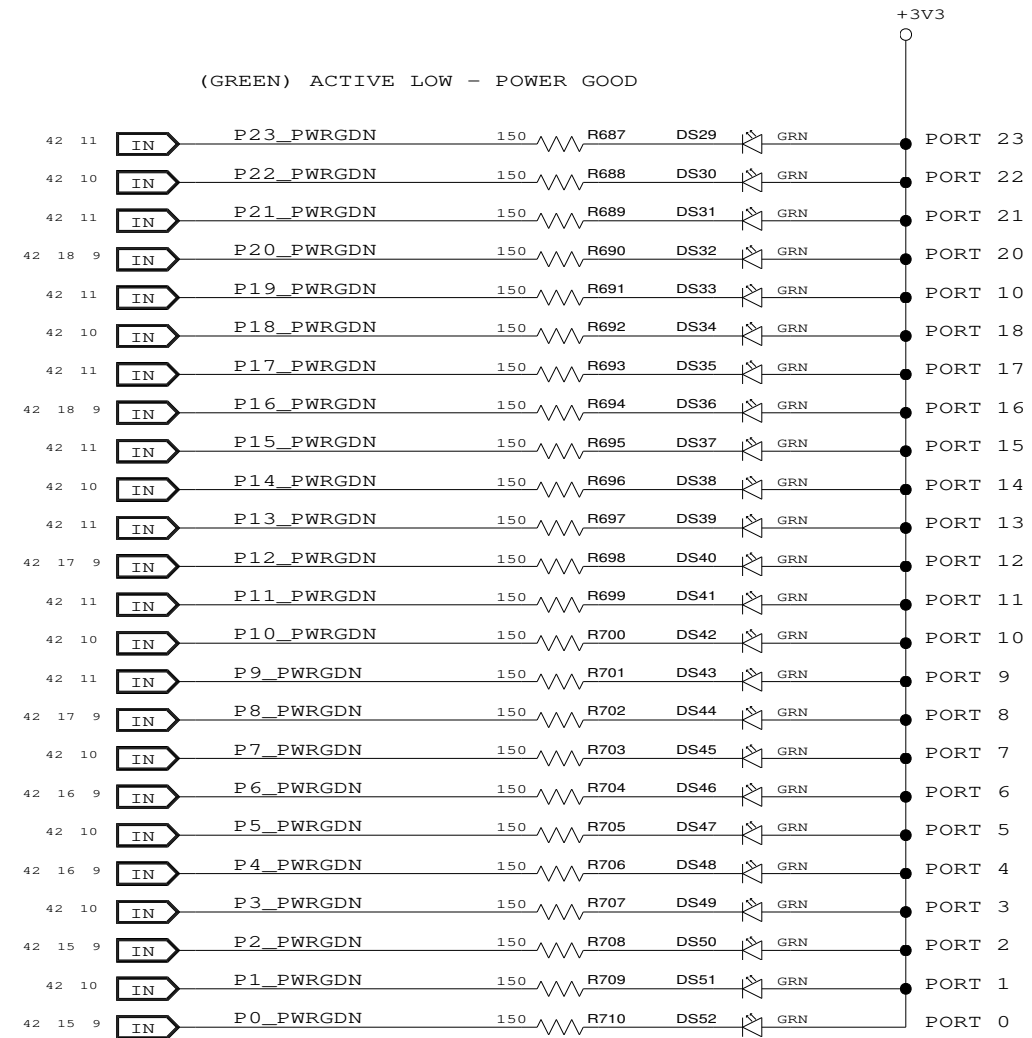 +3V3
(GREEN) ACTIVE LOW – POWER GOOD
42 11 IN P23_PWRGDN 150 R687 DS29 GRN PORT 23
42 10 IN P22_PWRGDN 150 R688 DS30 GRN PORT 22
42 11 IN P21_PWRGDN 150 R689 DS31 GRN PORT 21
42 18 9 IN P20_PWRGDN 150 R690 DS32 GRN PORT 20
42 11 IN P19_PWRGDN 150 R691 DS33 GRN PORT 10
42 10 IN P18_PWRGDN 150 R692 DS34 GRN PORT 18
42 11 IN P17_PWRGDN 150 R693 DS35 GRN PORT 17
42 18 9 IN P16_PWRGDN 150 R694 DS36 GRN PORT 16
42 11 IN P15_PWRGDN 150 R695 DS37 GRN PORT 15
42 10 IN P14_PWRGDN 150 R696 DS38 GRN PORT 14
42 11 IN P13_PWRGDN 150 R697 DS39 GRN PORT 13
42 17 9 IN P12_PWRGDN 150 R698 DS40 GRN PORT 12
42 11 IN P11_PWRGDN 150 R699 DS41 GRN PORT 11
42 10 IN P10_PWRGDN 150 R700 DS42 GRN PORT 10
42 11 IN P9_PWRGDN 150 R701 DS43 GRN PORT 9
42 17 9 IN P8_PWRGDN 150 R702 DS44 GRN PORT 8
42 10 IN P7_PWRGDN 150 R703 DS45 GRN PORT 7
42 16 9 IN P6_PWRGDN 150 R704 DS46 GRN PORT 6
42 10 IN P5_PWRGDN 150 R705 DS47 GRN PORT 5
42 16 9 IN P4_PWRGDN 150 R706 DS48 GRN PORT 4
42 10 IN P3_PWRGDN 150 R707 DS49 GRN PORT 3
42 15 9 IN P2_PWRGDN 150 R708 DS50 GRN PORT 2
42 10 IN P1_PWRGDN 150 R709 DS51 GRN PORT 1
42 15 9 IN P0_PWRGDN 150 R710 DS52 GRN PORT 0